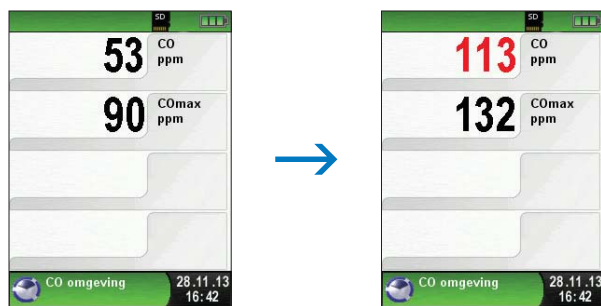 SD
53 CO
ppm
90 COmax
ppm
CO omgeving 28.11.13
16:42
SD
113 CO
ppm
132 COmax
ppm
CO omgeving 28.11.13
16:42